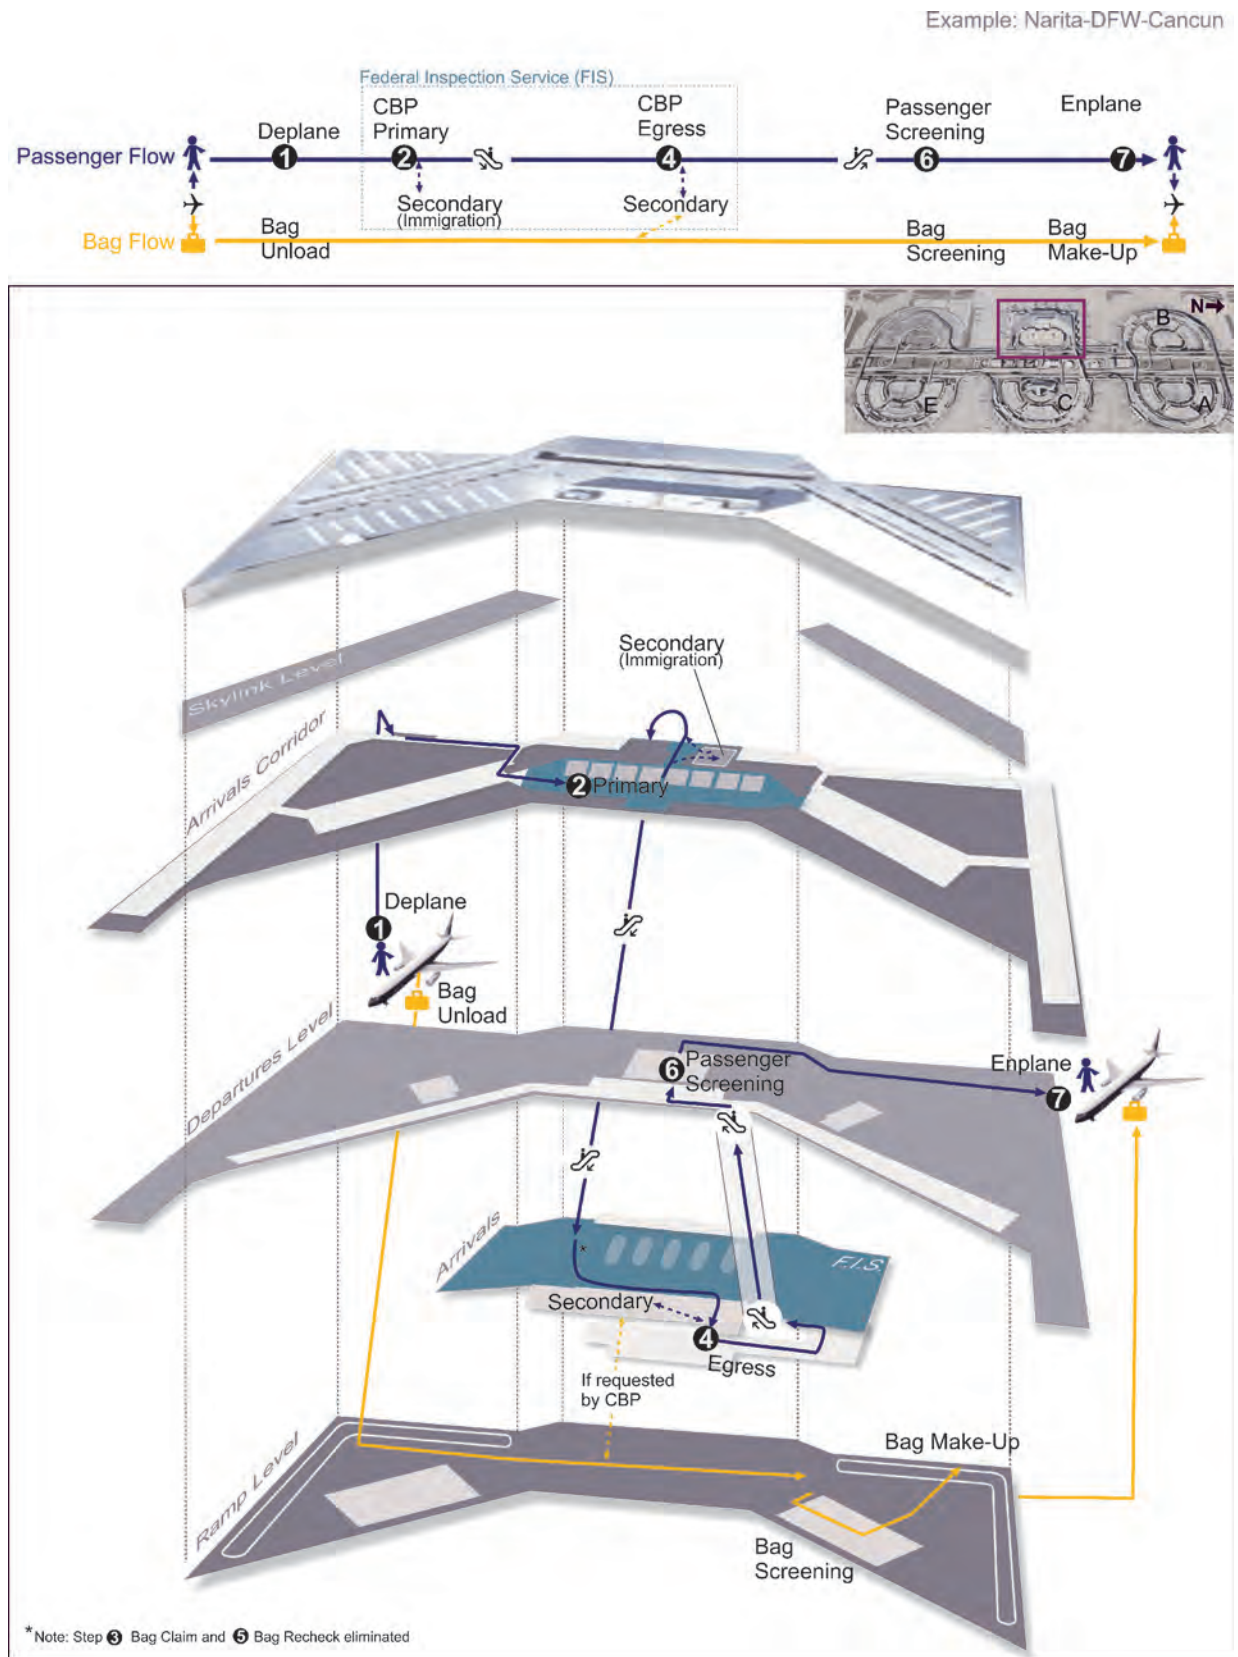 Example: Narita-DFW-Cancun
Federal Inspection Service (FIS)
CBP
Primary
CBP
Egress
Passenger
Screening
Enplane
Deplane
Passenger Flow
1
2
4
6
7
Secondary
(Immigration)
Secondary
Bag Flow
Bag
Unload
Bag
Screening
Bag
Make-Up
N
B
E
C
A
Skylink Level
Secondary
(Immigration)
Arrivals Corridor
2 Primary
Deplane
1
Bag
Unload
Departures Level
6 Passenger
Screening
Enplane
7
Arrivals
*
F.I.S.
Secondary
4
Egress
If requested
by CBP
Ramp Level
Bag Make-Up
Bag
Screening
*Note: Step 3 Bag Claim and 5 Bag Recheck eliminated